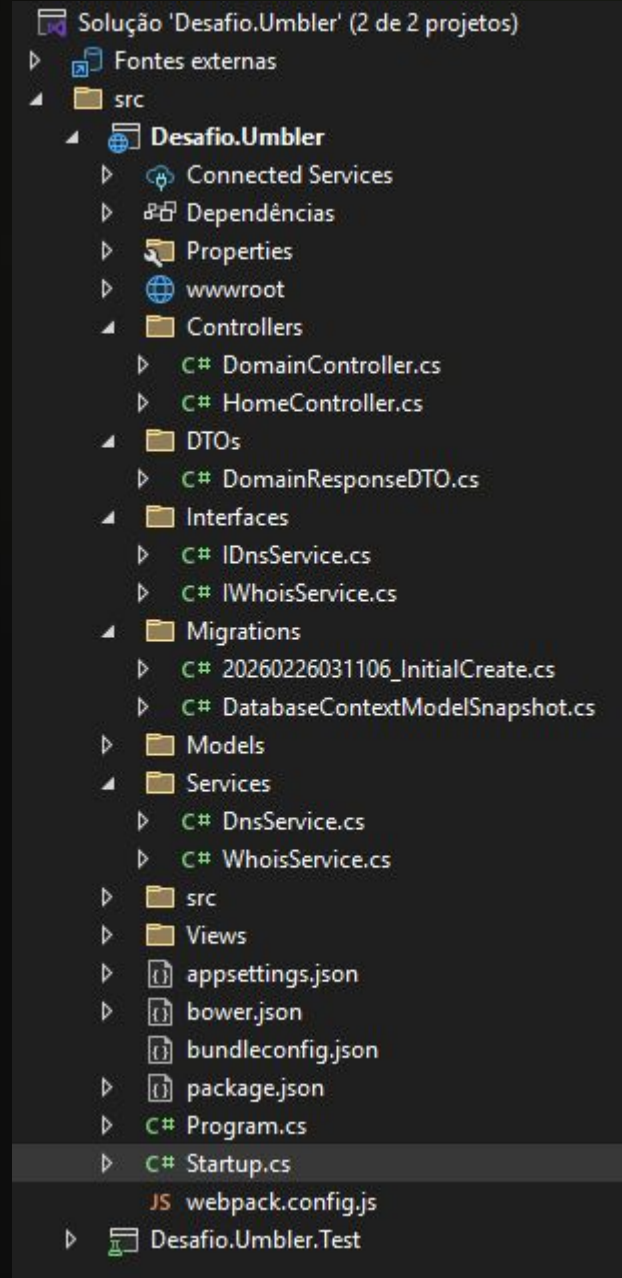 Solução 'Desafio.Umbler' (2 de 2 projetos)
Fontes externas
src
Desafio.Umbler
Connected Services
Dependências
Properties
wwwroot
Controllers
C# DomainController.cs
C# HomeController.cs
DTOs
C# DomainResponseDTO.cs
Interfaces
C# IDnsService.cs
C# IWhoisService.cs
Migrations
C# 20260226031106_InitialCreate.cs
C# DatabaseContextModelSnapshot.cs
Models
Services
C# DnsService.cs
C# WhoisService.cs
src
Views
appsettings.json
bower.json
bundleconfig.json
package.json
C# Program.cs
C# Startup.cs
JS webpack.config.js
Desafio.Umbler.Test